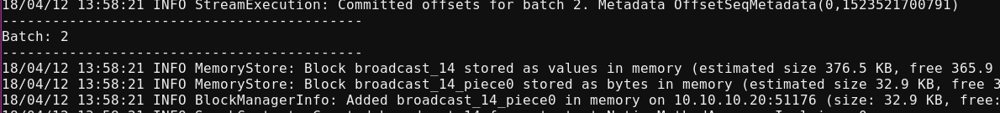 18/04/12 13:58:21 INFO StreamExecution: Committed offsets for batch 2. Metadata OffsetSeqMetadata(0,1523521700791)
-------------------------------------------
Batch: 2
-------------------------------------------
18/04/12 13:58:21 INFO MemoryStore: Block broadcast_14 stored as values in memory (estimated size 376.5 KB, free 365.9
18/04/12 13:58:21 INFO MemoryStore: Block broadcast_14_piece0 stored as bytes in memory (estimated size 32.9 KB, free 3
18/04/12 13:58:21 INFO BlockManagerInfo: Added broadcast_14_piece0 in memory on 10.10.10.20:51176 (size: 32.9 KB, free: